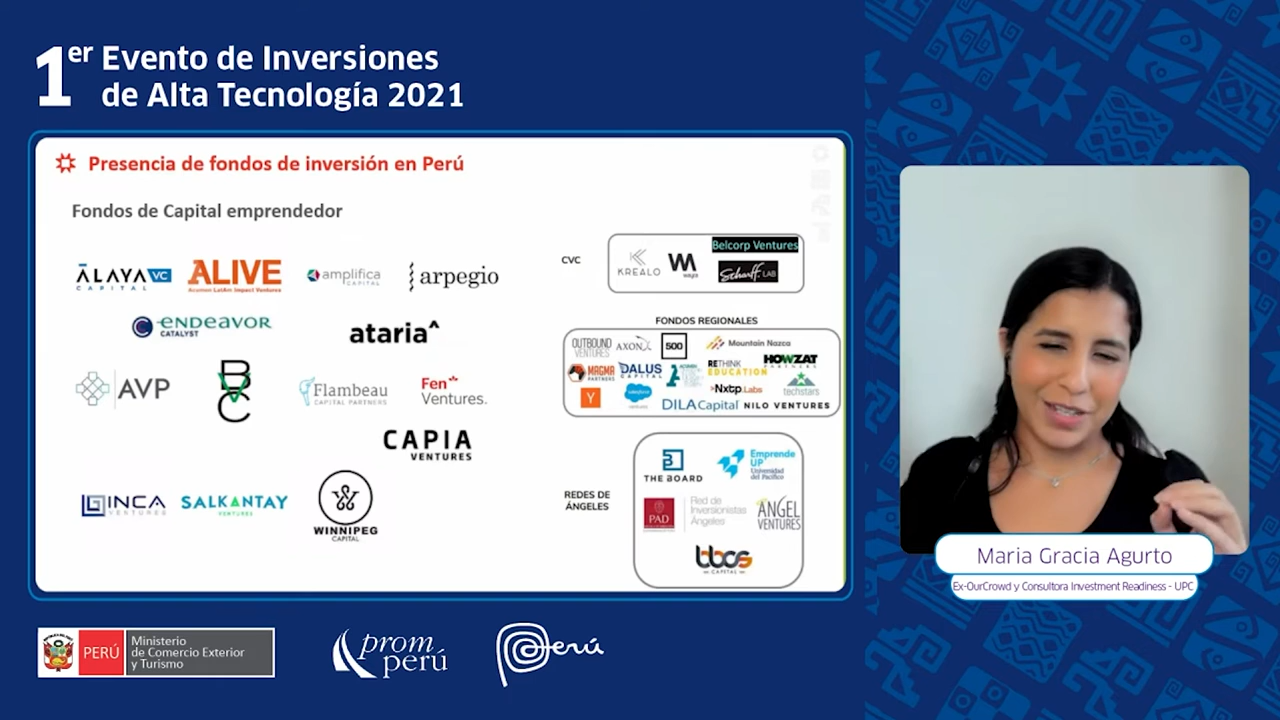 1er Evento de Inversiones
de Alta Tecnología 2021
Presencia de fondos de inversión en Perú
Fondos de Capital emprendedor
ĀLAYA VC
CAPITAL
ALIVE
Acumen LatAm Impact Ventures
amplifica
CAPITAL
arpegio
ENDEAVOR
CATALYST
ataria^
AVP
BVC
Flambeau
CAPITAL PARTNERS
Fen
Ventures.
CAPIA
VENTURES
INCA
VENTURES
SALKANTAY
VENTURES
WINNIPEG
CAPITAL
CVC
KREALO
wayra
Belcorp Ventures
Scharff.LAB
FONDOS REGIONALES
OUTBOUND
VENTURES
AXON
500
Mountain Nazca
MAGMA
PARTNERS
DALUS
CAPITAL
RETHINK
EDUCATION
HOWZAT
PARTNERS
Y
salesforce
ventures
Nxtp.Labs
techstars
DILA Capital
NILO VENTURES
REDES DE
ÁNGELES
THE BOARD
Emprende
UP
Universidad
del Pacífico
PAD
Red de
Inversionistas
Ángeles
ANGEL
VENTURES
bbcs
CAPITAL
Maria Gracia Agurto
Ex-OurCrowd y Consultora Investment Readiness - UPC
PERÚ
Ministerio
de Comercio Exterior
y Turismo
prom
perú
Perú